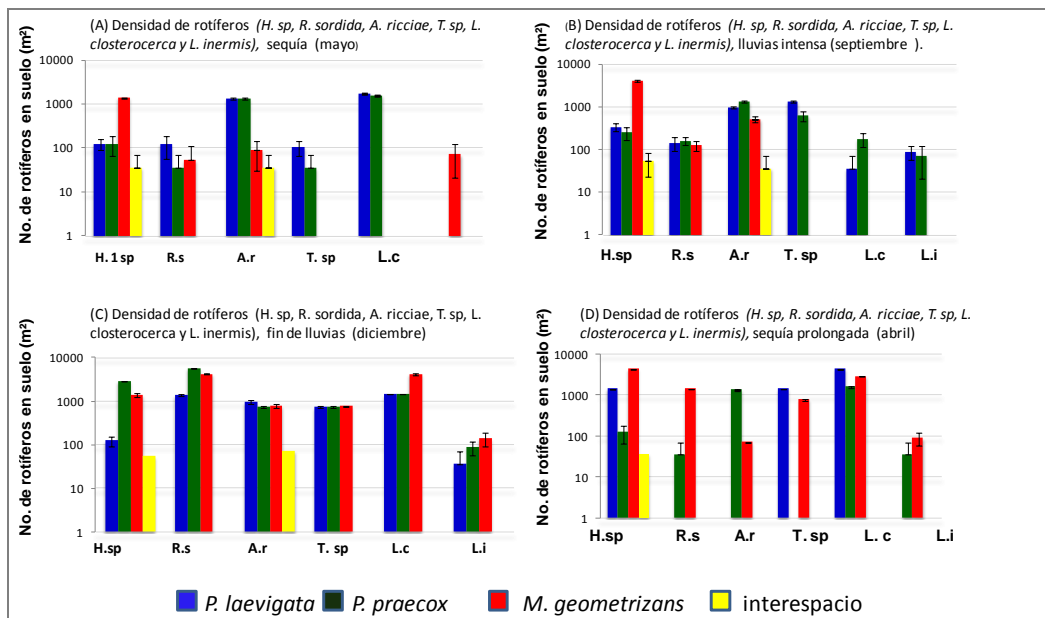 (A) Densidad de rotíferos (H. sp, R. sordida, A. ricciae, T. sp, L.
closterocerca y L. inermis), sequía (mayo)
No. de rotíferos en suelo (m²)
10000
1000
100
10
1
H. 1 sp R.s A.r T. sp L.c
(B) Densidad de rotíferos (H. sp, R. sordida, A. ricciae, T. sp, L.
closterocerca y L. inermis), lluvias intensa (septiembre ).
No. de rotíferos en suelo (m²)
10000
1000
100
10
1
H.sp R.s A.r T. sp L.c L.i
(C) Densidad de rotíferos (H. sp, R. sordida, A. ricciae, T. sp, L.
closterocerca y L. inermis), fin de lluvias (diciembre)
No. de rotíferos en suelo (m²)
10000
1000
100
10
1
H.sp R.s A.r T. sp L.c L.i
(D) Densidad de rotíferos (H. sp, R. sordida, A. ricciae, T. sp, L.
closterocerca y L. inermis), sequía prolongada (abril)
No. de rotíferos en suelo (m²)
10000
1000
100
10
1
H.sp R.s A.r T. sp L. c L.i
P. laevigata P. praecox M. geometrizans interespacio